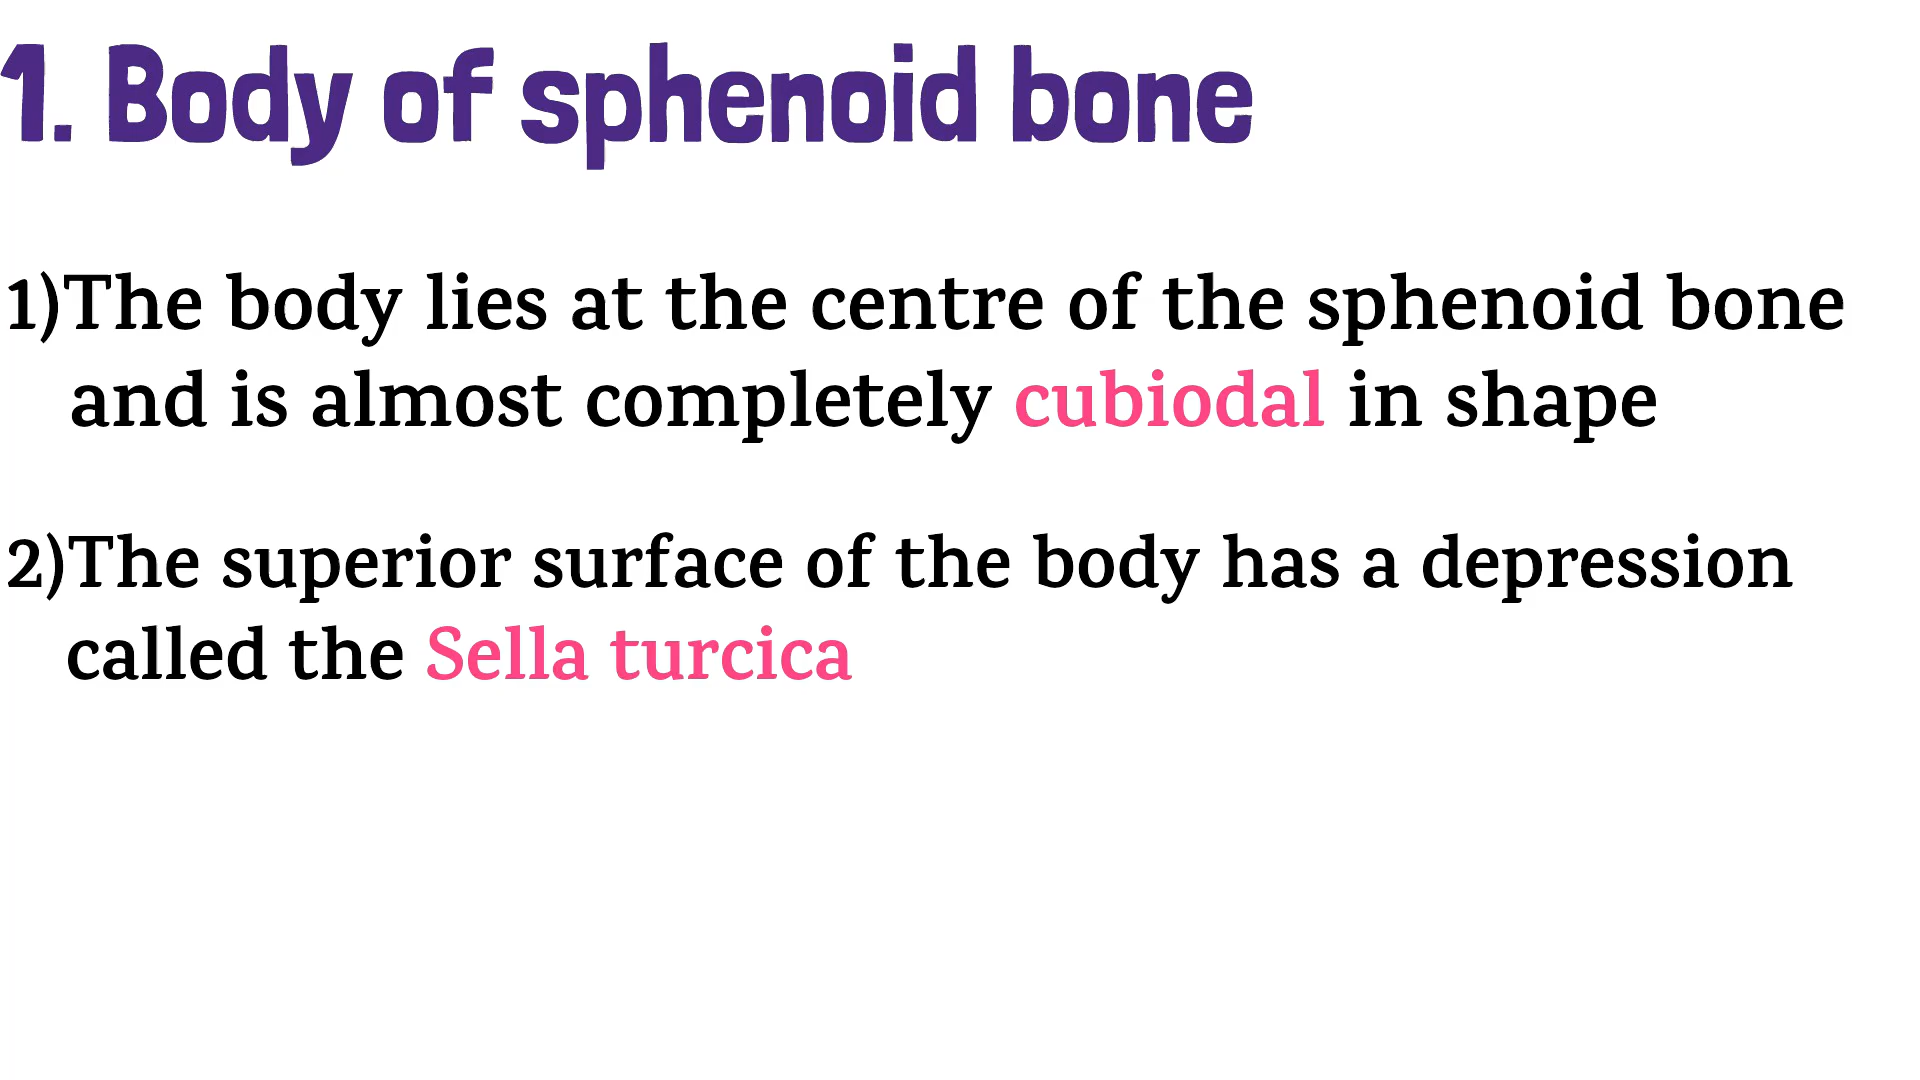 1. Body of sphenoid bone
1)The body lies at the centre of the sphenoid bone
and is almost completely cubiodal in shape
2)The superior surface of the body has a depression
called the Sella turcica